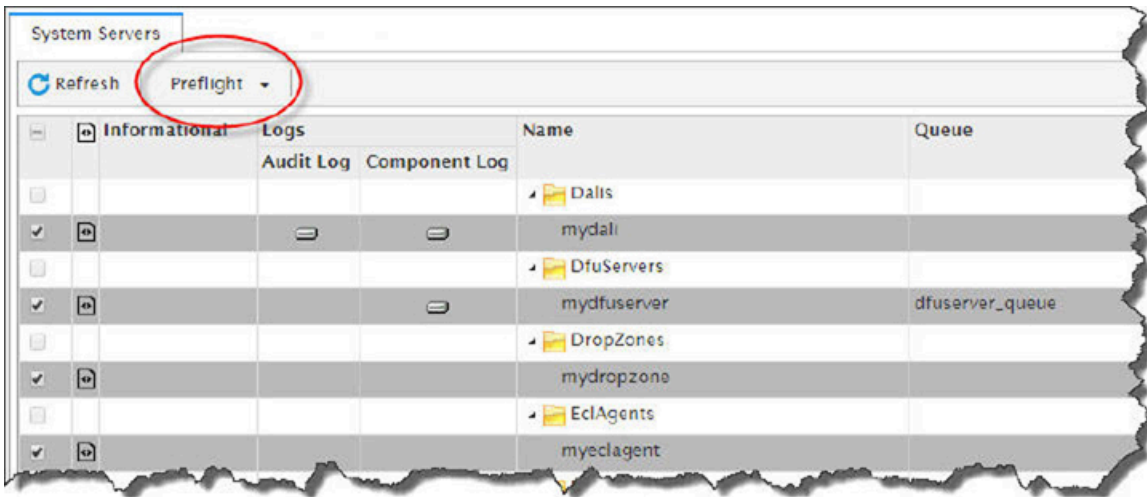 System Servers
Refresh Preflight
Informational Logs Name Queue
Audit Log Component Log
Dalis
mydali
DfuServers
mydfuserver dfuserver_queue
DropZones
mydropzone
EclAgents
myeclagent